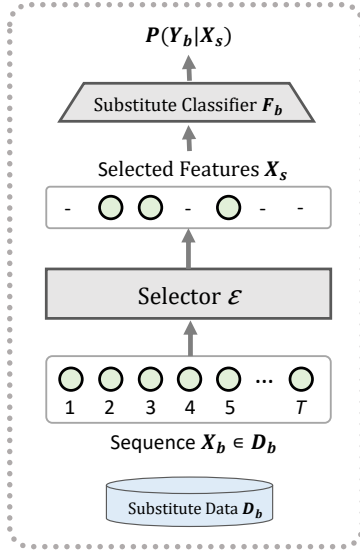 P(Y_b|X_s)
Substitute Classifier F_b
Selected Features X_s
- - - -
Selector ℰ
...
1 2 3 4 5 T
Sequence X_b ∈ D_b
Substitute Data D_b